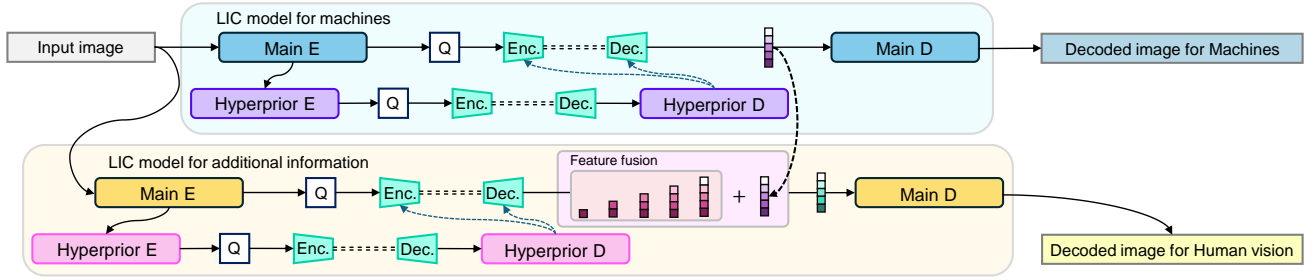 LIC model for machines
Input image
Main E
Q
Enc.
Dec.
Main D
Decoded image for Machines
Hyperprior E
Q
Enc.
Dec.
Hyperprior D
LIC model for additional information
Feature fusion
Main E
Q
Enc.
Dec.
+
Main D
Hyperprior E
Q
Enc.
Dec.
Hyperprior D
Decoded image for Human vision